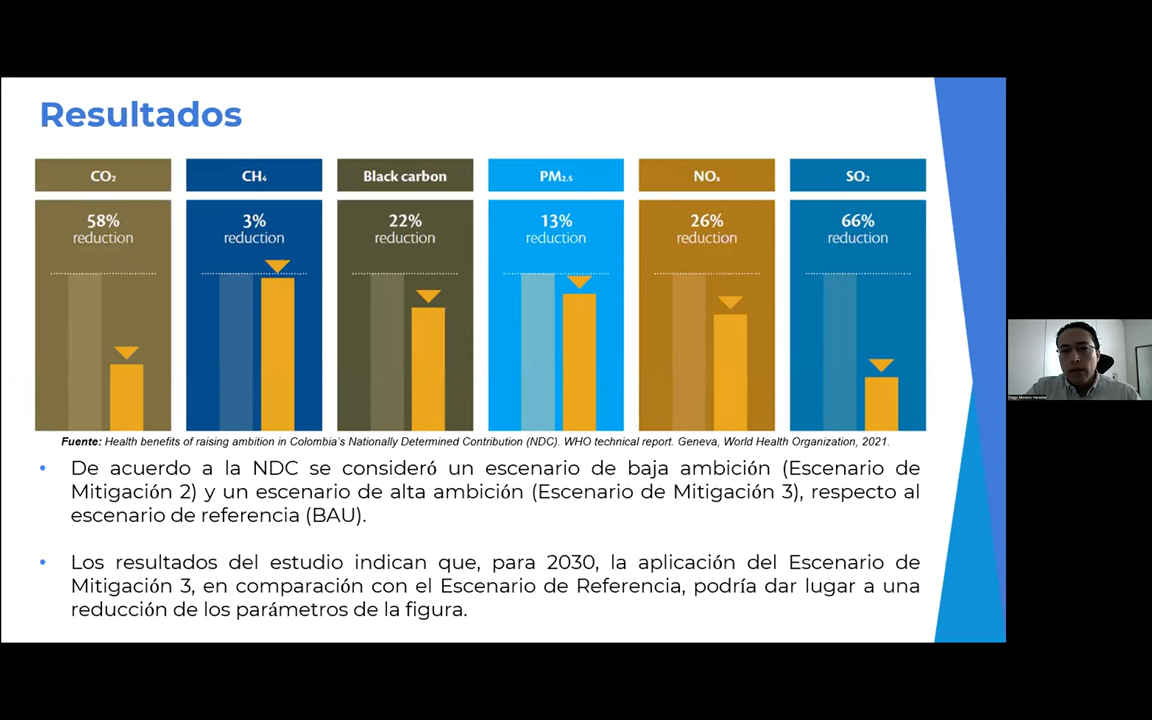 Resultados
CO₂ CH₄ Black carbon PM₂.₅ NOₓ SO₂
58% 3% 22% 13% 26% 66%
reduction reduction reduction reduction reduction reduction
Fuente: Health benefits of raising ambition in Colombia's Nationally Determined Contribution (NDC). WHO technical report. Geneva, World Health Organization, 2021.
• De acuerdo a la NDC se consideró un escenario de baja ambición (Escenario de
Mitigación 2) y un escenario de alta ambición (Escenario de Mitigación 3), respecto al
escenario de referencia (BAU).
• Los resultados del estudio indican que, para 2030, la aplicación del Escenario de
Mitigación 3, en comparación con el Escenario de Referencia, podría dar lugar a una
reducción de los parámetros de la figura.
Diego Moreno Heredia